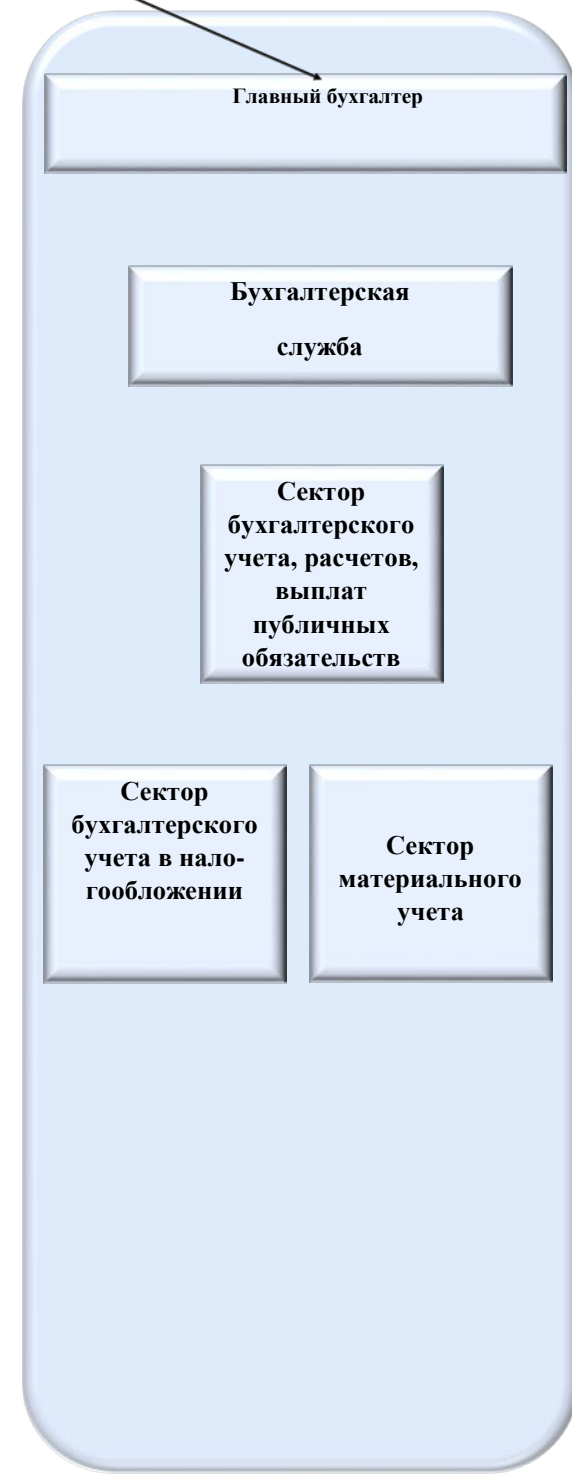 Главный бухгалтер
Бухгалтерская
служба
Сектор
бухгалтерского
учета, расчетов,
выплат
публичных
обязательств
Сектор
бухгалтерского
учета в нало-
гообложении
Сектор
материального
учета